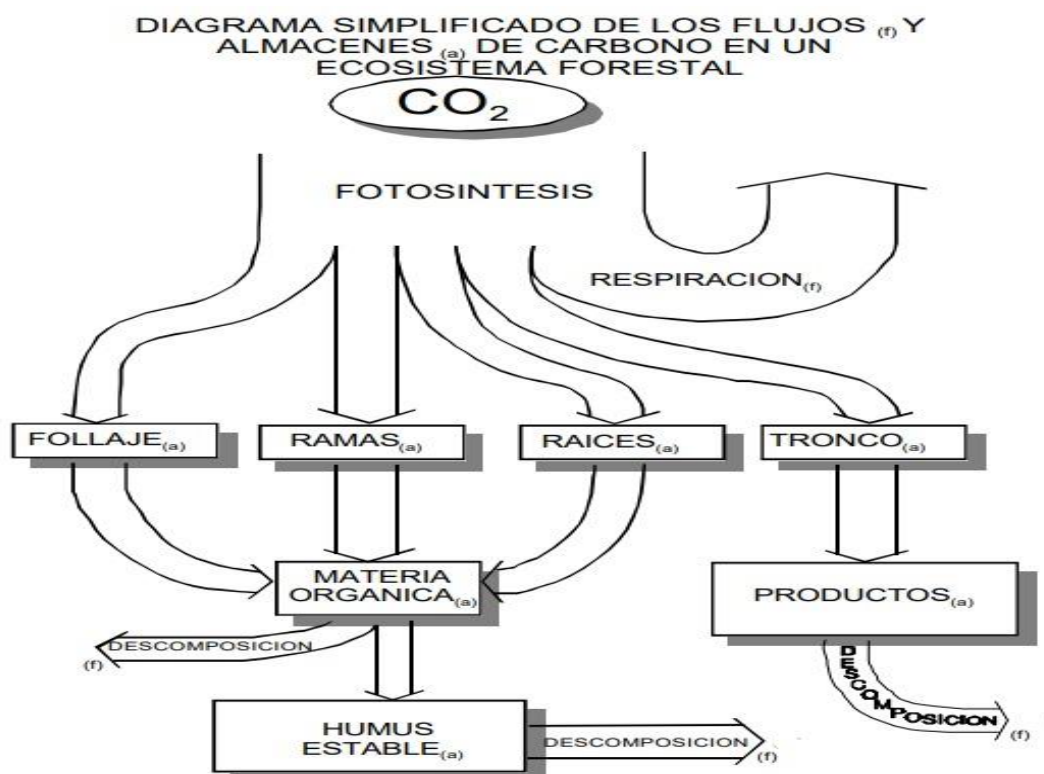 DIAGRAMA SIMPLIFICADO DE LOS FLUJOS (f) Y
ALMACENES (a) DE CARBONO EN UN
ECOSISTEMA FORESTAL
CO2
FOTOSINTESIS
RESPIRACION(f)
FOLLAJE(a)
RAMAS(a)
RAICES(a)
TRONCO(a)
MATERIA
ORGANICA(a)
PRODUCTOS(a)
DESCOMPOSICION
(f)
DESCOMPOSICION
(f)
HUMUS
ESTABLE(a)
DESCOMPOSICION
(f)